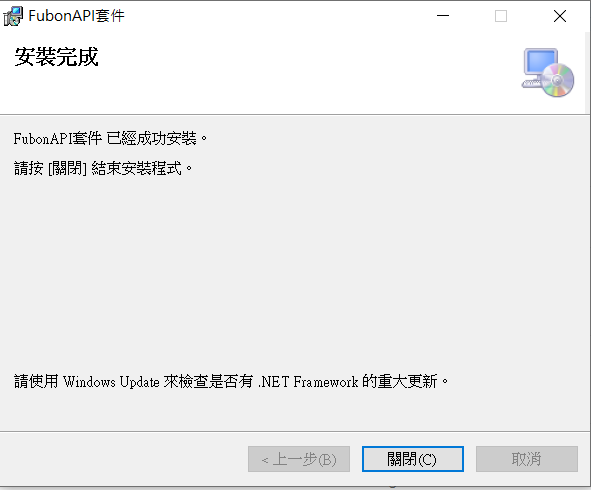 FubonAPI套件
安裝完成
FubonAPI套件 已經成功安裝。
請按 [關閉] 結束安裝程式。
請使用 Windows Update 來檢查是否有 .NET Framework 的重大更新。
< 上一步(B)
關閉(C)
取消